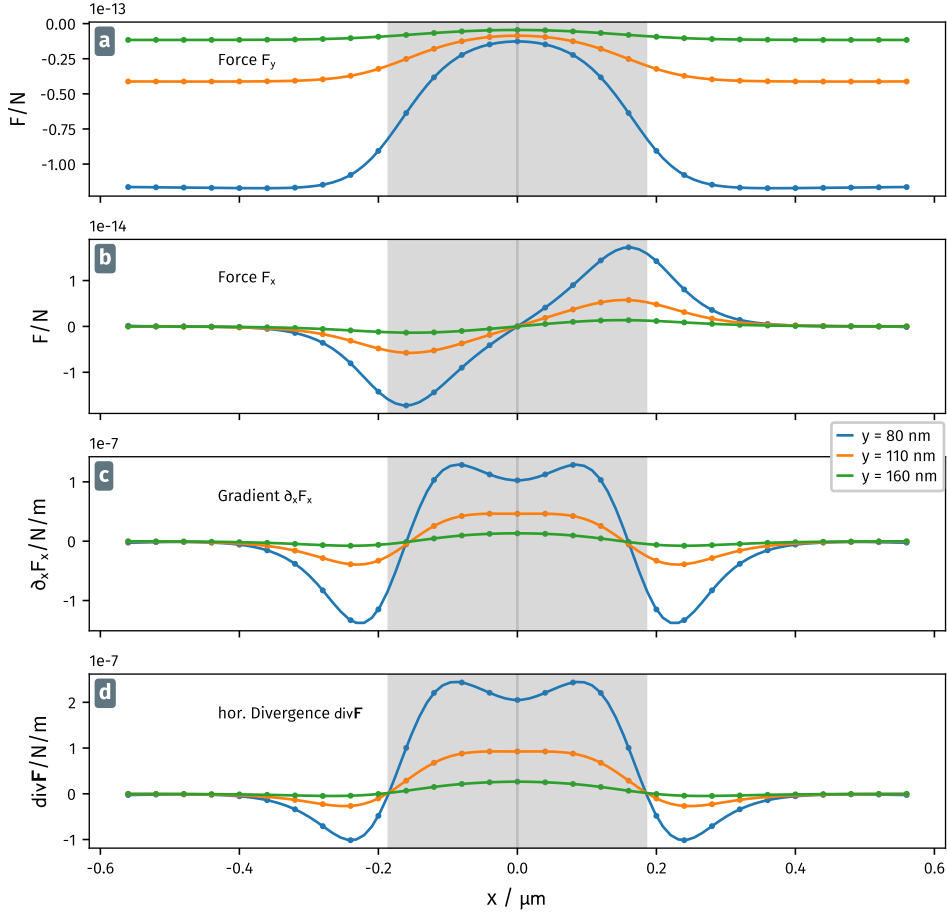 1e-13
a
Force Fy
F/N
0.00
-0.25
-0.50
-0.75
-1.00
1e-14
b
Force Fx
F/N
1
0
-1
y = 80 nm
y = 110 nm
y = 160 nm
1e-7
c
Gradient ∂xFx
∂xFx/N/m
1
0
-1
1e-7
d
hor. Divergence divF
divF/N/m
2
1
0
-1
-0.6 -0.4 -0.2 0.0 0.2 0.4 0.6
x / μm